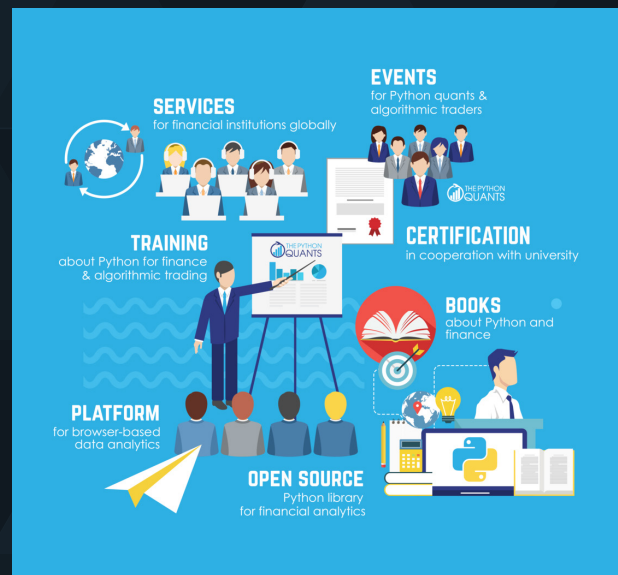 EVENTS
for Python quants &
algorithmic traders
SERVICES
for financial institutions globally
THE PYTHON
QUANTS
CERTIFICATION
in cooperation with university
TRAINING
about Python for finance
& algorithmic trading
THE PYTHON
QUANTS
BOOKS
about Python and
finance
PLATFORM
for browser-based
data analytics
OPEN SOURCE
Python library
for financial analytics